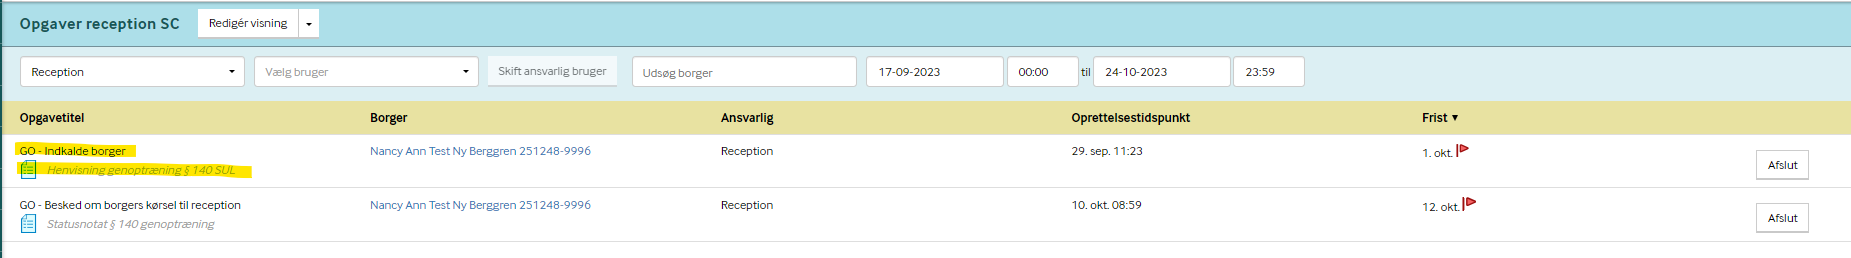 Opgaver reception SC Redigér visning
Reception Vælg bruger Skift ansvarlig bruger Udsøg borger 17-09-2023 00:00 til 24-10-2023 23:59
Opgavetitel Borger Ansvarlig Oprettelsestidspunkt Frist
GO - Indkalde borger Nancy Ann Test Ny Berggren 251248-9996 Reception 29. sep. 11:23 1. okt. Afslut
Henvisning genoptræning § 140 SUL
GO - Besked om borgers kørsel til reception Nancy Ann Test Ny Berggren 251248-9996 Reception 10. okt. 08:59 12. okt. Afslut
Statusnotat § 140 genoptræning